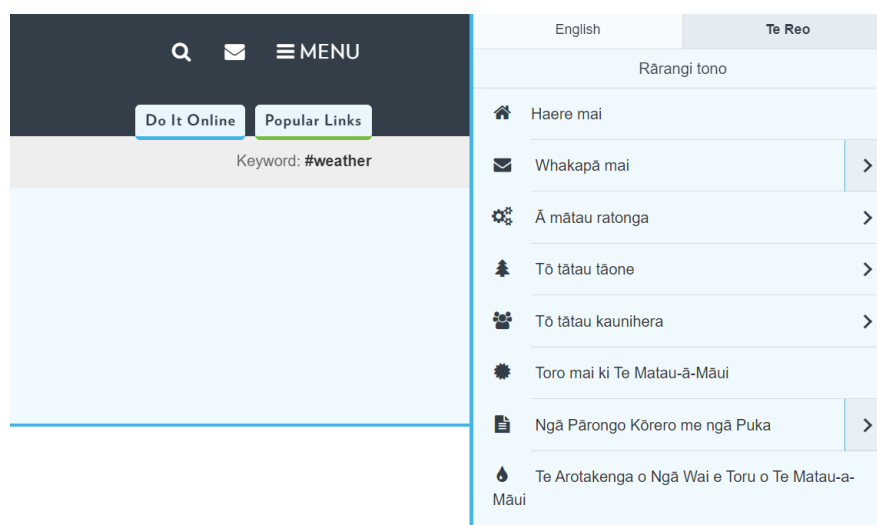 MENU
Do It Online
Popular Links
Keyword: #weather
English
Te Reo
Rārangi tono
Haere mai
Whakapā mai
Ā mātau ratonga
Tō tātau tāone
Tō tātau kaunihera
Toro mai ki Te Matau-ā-Māui
Ngā Pārongo Kōrero me ngā Puka
Te Arotakenga o Ngā Wai e Toru o Te Matau-a-
Māui